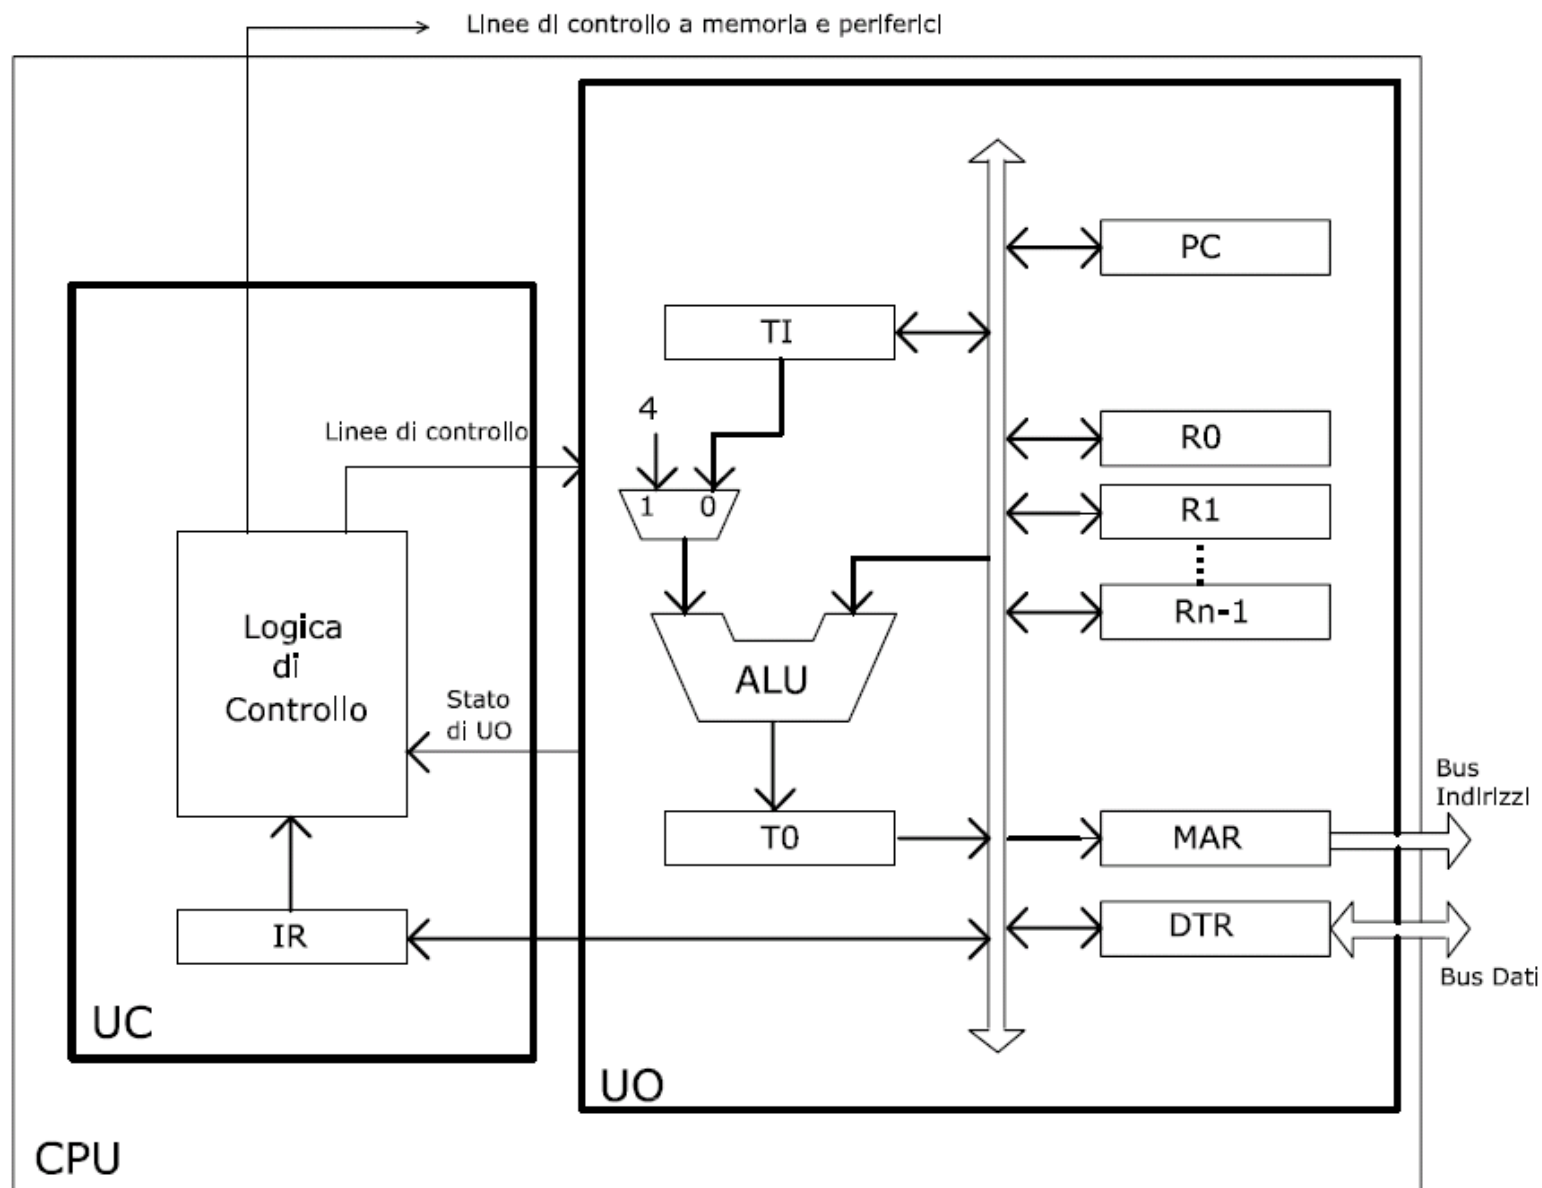 Linee di controllo a memoria e periferici
PC
TI
4
Linee di controllo
R0
1 0
R1
Rn-1
Logica
di
Controllo
ALU
Stato
di UO
Bus
Indirizzi
T0
MAR
IR
DTR
Bus Dati
UC
UO
CPU